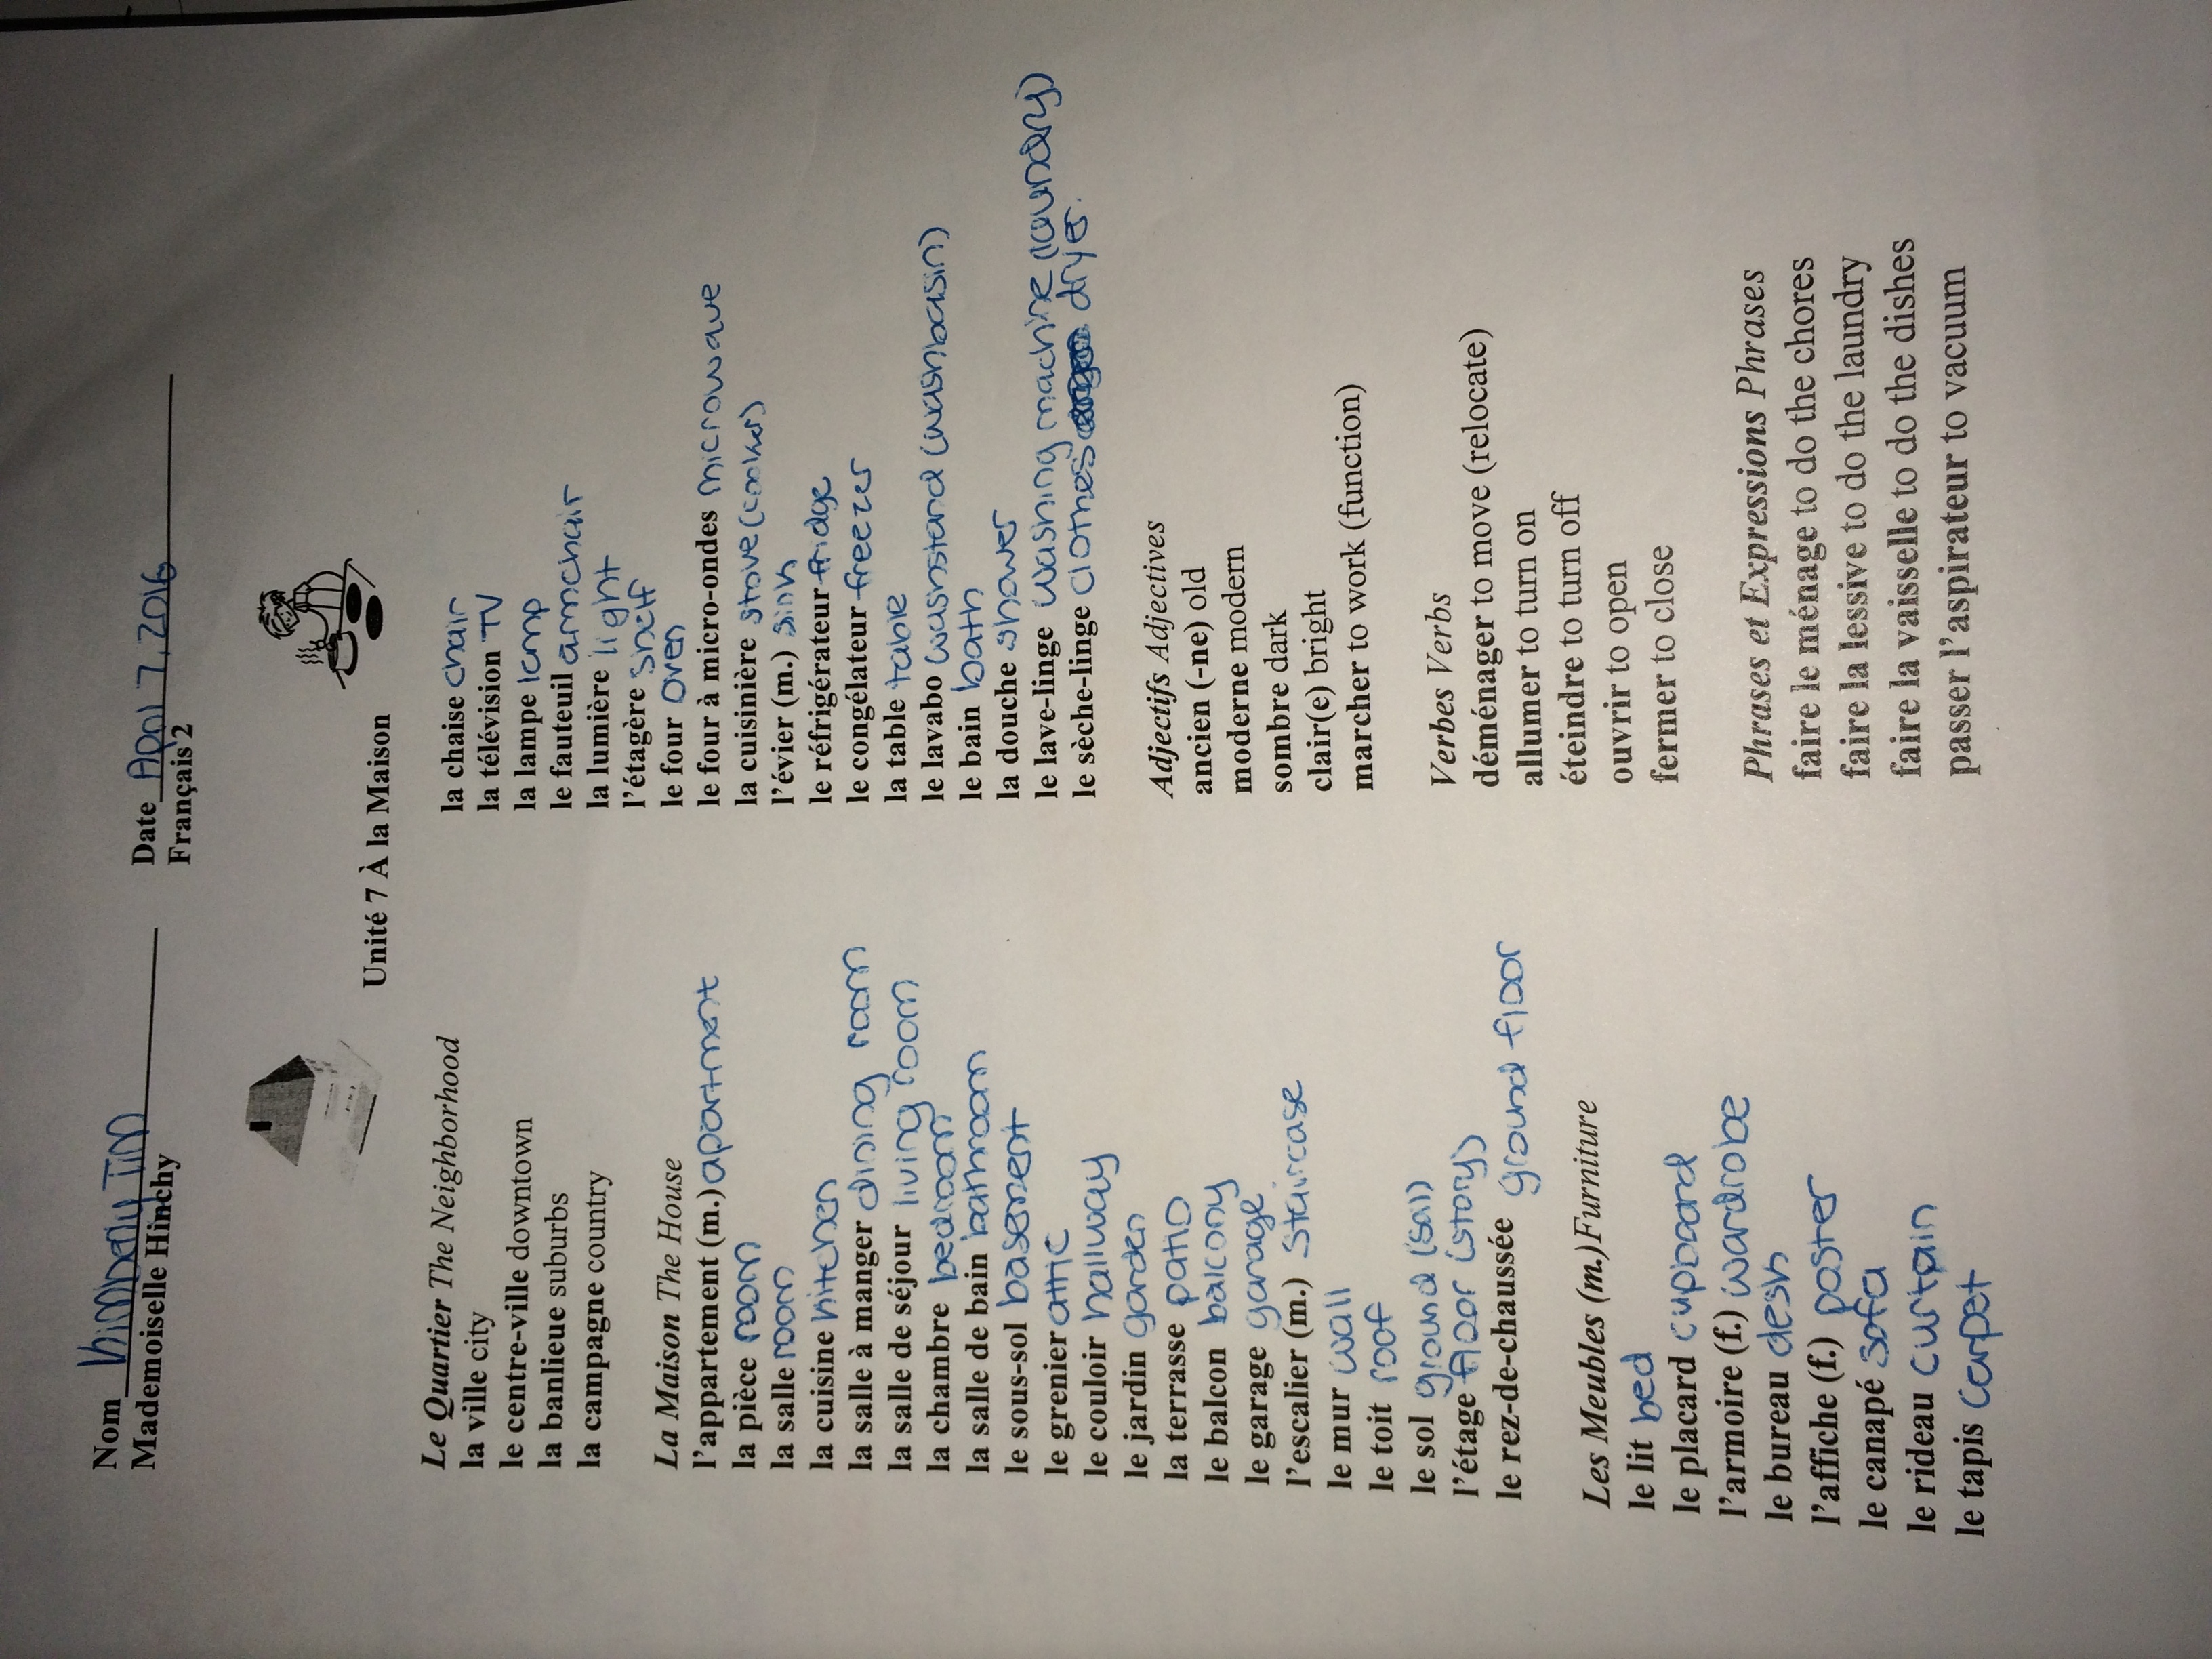 Nom Kimberly Tim
Mademoiselle Hinchy
Date April 7, 2016
Français 2
Unité 7 À la Maison
Le Quartier The Neighborhood
la ville city
le centre-ville downtown
la banlieue suburbs
la campagne country
La Maison The House
l'appartement (m.) apartment
la pièce room
la salle room
la cuisine kitchen
la salle à manger dining room
la salle de séjour living room
la chambre bedroom
la salle de bain bathroom
le sous-sol basement
le grenier attic
le couloir hallway
le jardin garden
la terrasse patio
le balcon balcony
le garage garage
l'escalier (m.) staircase
le mur wall
le toit roof
le sol ground (soil)
l'étage floor (story)
le rez-de-chaussée ground floor
Les Meubles (m.) Furniture
le lit bed
le placard cupboard
l'armoire (f.) wardrobe
le bureau desk
l'affiche (f.) poster
le canapé sofa
le rideau curtain
le tapis carpet
la chaise chair
la télévision TV
la lampe lamp
le fauteuil armchair
la lumière light
l'étagère shelf
le four oven
le four à micro-ondes microwave
la cuisinière stove (cooker)
l'évier (m.) sink
le réfrigérateur fridge
le congélateur freezer
la table table
le lavabo washstand (washbasin)
le bain bath
la douche shower
le lave-linge washing machine (laundry)
le sèche-linge clothes dryer.
Adjectifs Adjectives
ancien (-ne) old
moderne modern
sombre dark
clair(e) bright
marcher to work (function)
Verbes Verbs
déménager to move (relocate)
allumer to turn on
éteindre to turn off
ouvrir to open
fermer to close
Phrases et Expressions Phrases
faire le ménage to do the chores
faire la lessive to do the laundry
faire la vaisselle to do the dishes
passer l'aspirateur to vacuum